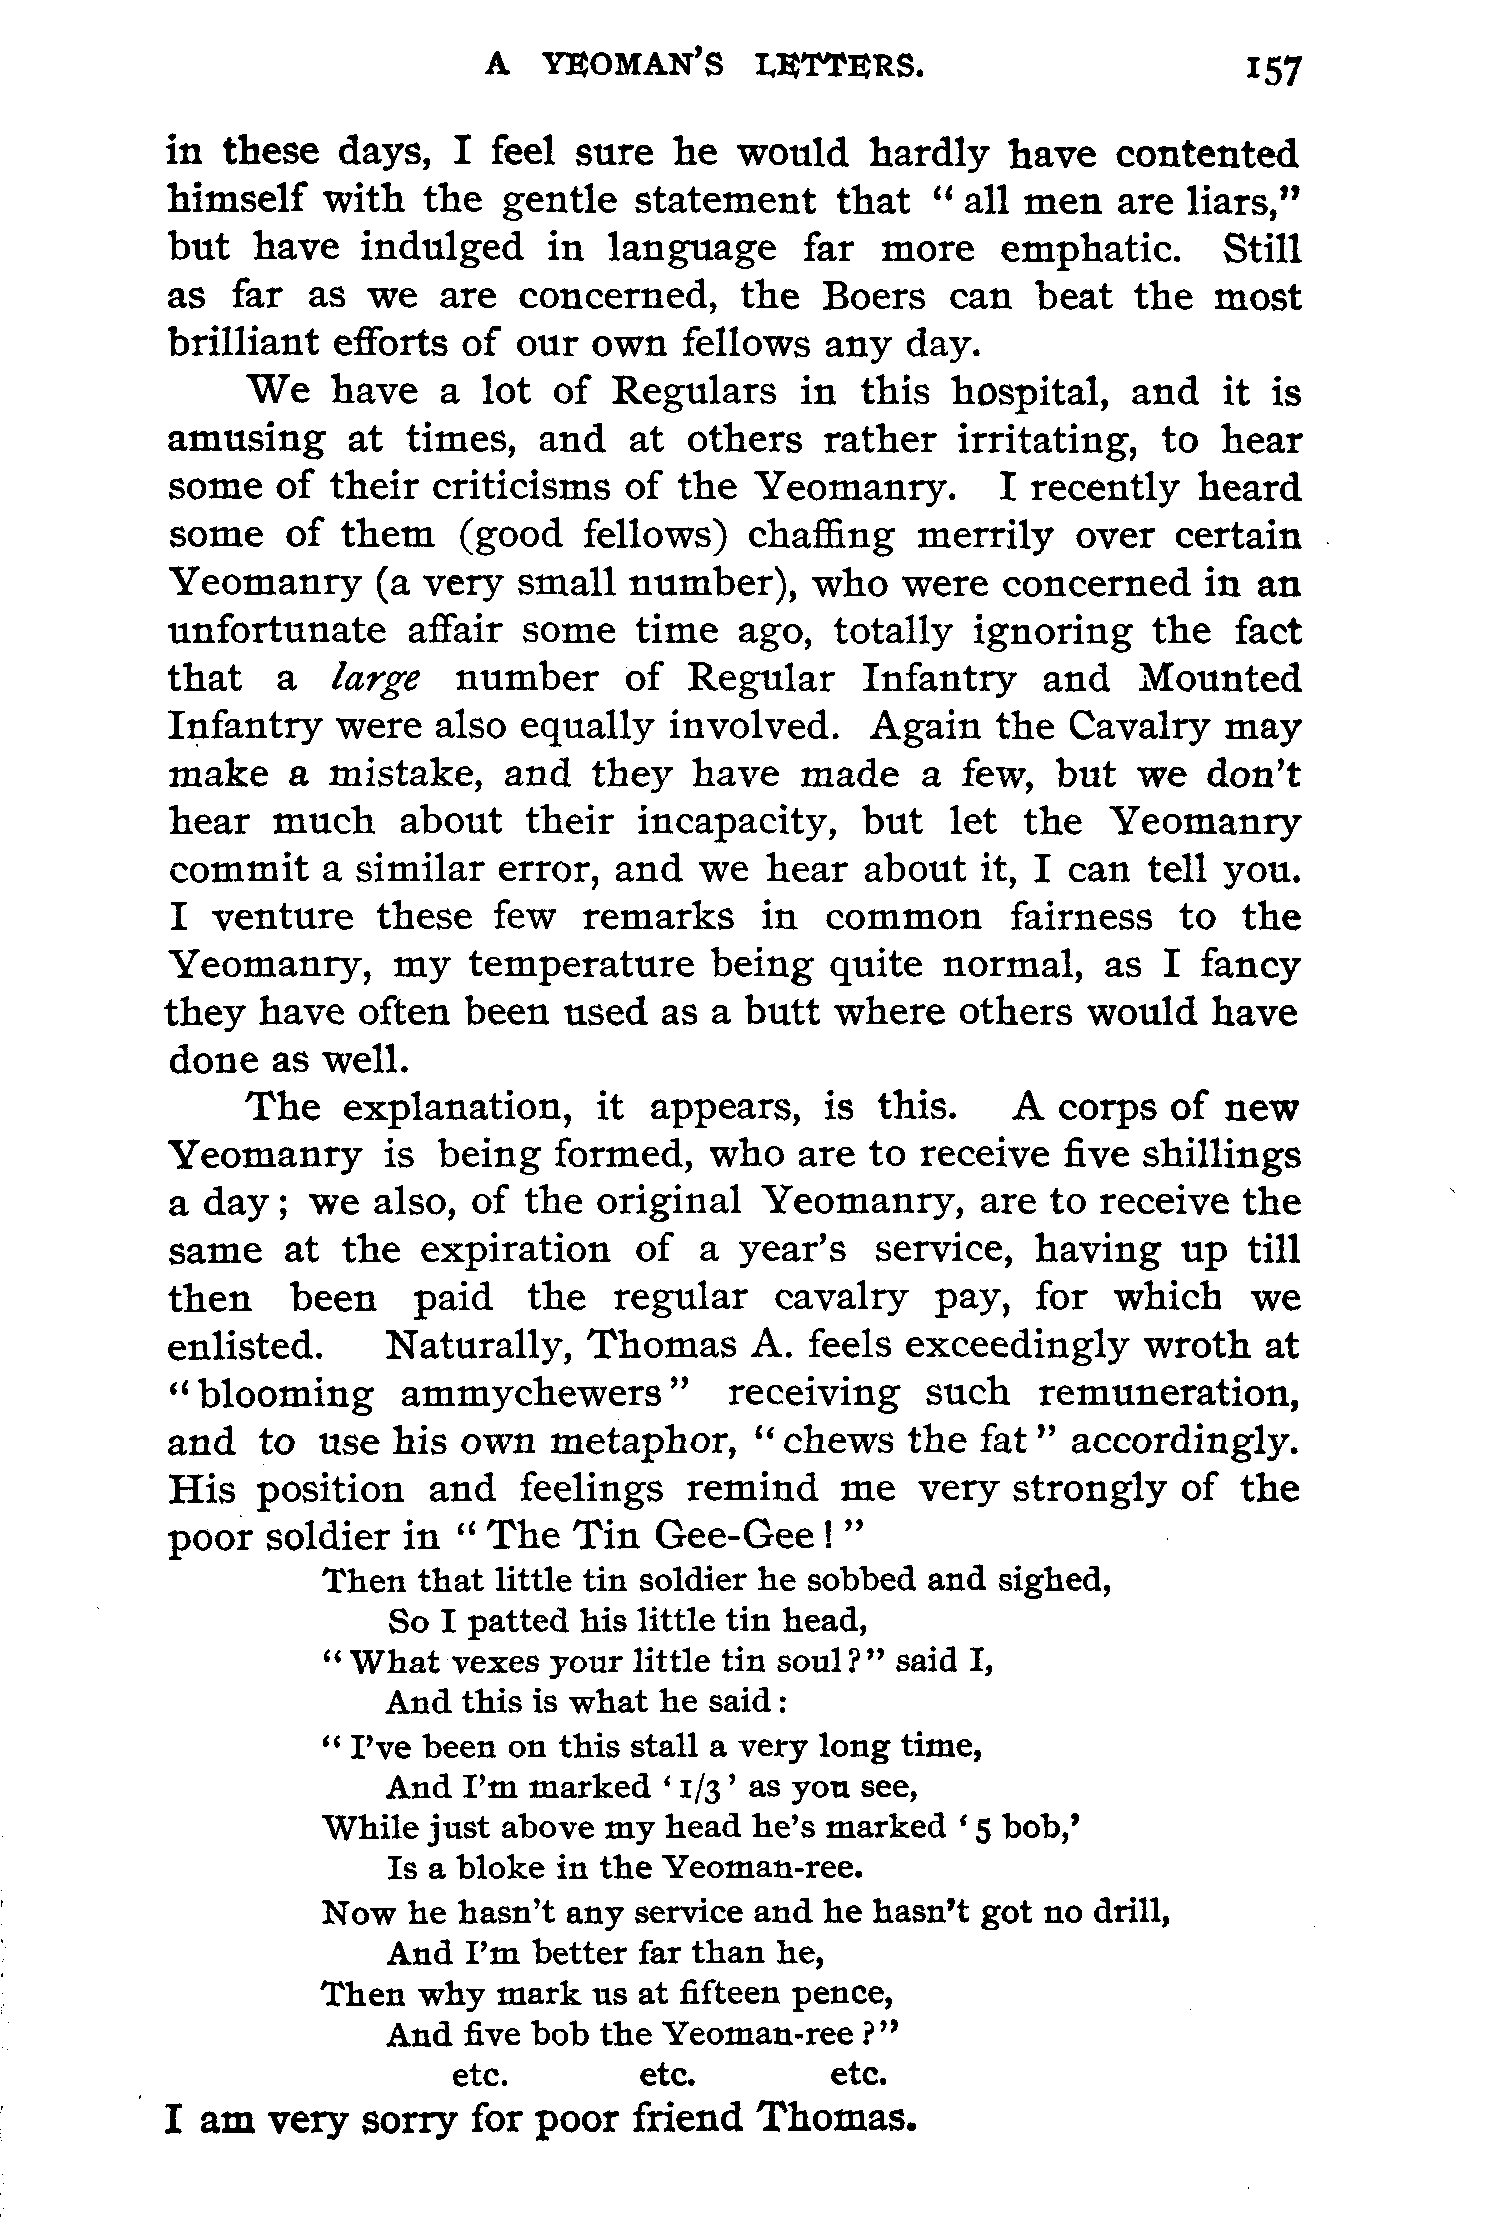 A YEOMAN'S LETTERS. 157
in these days, I feel sure he would hardly have contented
himself with the gentle statement that “ all men are liars,”
but have indulged in language far more emphatic. Still
as far as we are concerned, the Boers can beat the most
brilliant efforts of our own fellows any day.
We have a lot of Regulars in this hospital, and it is
amusing at times, and at others rather irritating, to hear
some of their criticisms of the Yeomanry. I recently heard
some of them (good fellows) chaffing merrily over certain
Yeomanry (a very small number), who were concerned in an
unfortunate affair some time ago, totally ignoring the fact
that a large number of Regular Infantry and Mounted
Infantry were also equally involved. Again the Cavalry may
make a mistake, and they have made a few, but we don't
hear much about their incapacity, but let the Yeomanry
commit a similar error, and we hear about it, I can tell you.
I venture these few remarks in common fairness to the
Yeomanry, my temperature being quite normal, as I fancy
they have often been used as a butt where others would have
done as well.
The explanation, it appears, is this. A corps of new
Yeomanry is being formed, who are to receive five shillings
a day ; we also, of the original Yeomanry, are to receive the
same at the expiration of a year's service, having up till
then been paid the regular cavalry pay, for which we
enlisted. Naturally, Thomas A. feels exceedingly wroth at
“ blooming ammychewers ” receiving such remuneration,
and to use his own metaphor, “ chews the fat ” accordingly.
His position and feelings remind me very strongly of the
poor soldier in “ The Tin Gee-Gee ! ”
Then that little tin soldier he sobbed and sighed,
So I patted his little tin head,
“ What vexes your little tin soul ?” said I,
And this is what he said :
“ I've been on this stall a very long time,
And I'm marked ‘ 1/3 ’ as you see,
While just above my head he's marked ‘ 5 bob,’
Is a bloke in the Yeoman-ree.
Now he hasn't any service and he hasn't got no drill,
And I'm better far than he,
Then why mark us at fifteen pence,
And five bob the Yeoman-ree ?”
etc. etc. etc.
I am very sorry for poor friend Thomas.